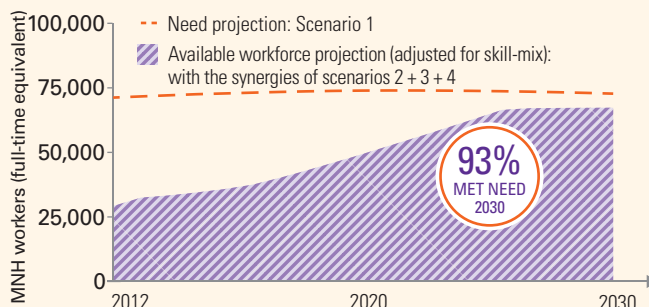 MNH workers (full-time equivalent)
100,000
75,000
50,000
25,000
0
Need projection: Scenario 1
Available workforce projection (adjusted for skill-mix):
with the synergies of scenarios 2 + 3 + 4
93%
MET NEED
2030
2012
2020
2030